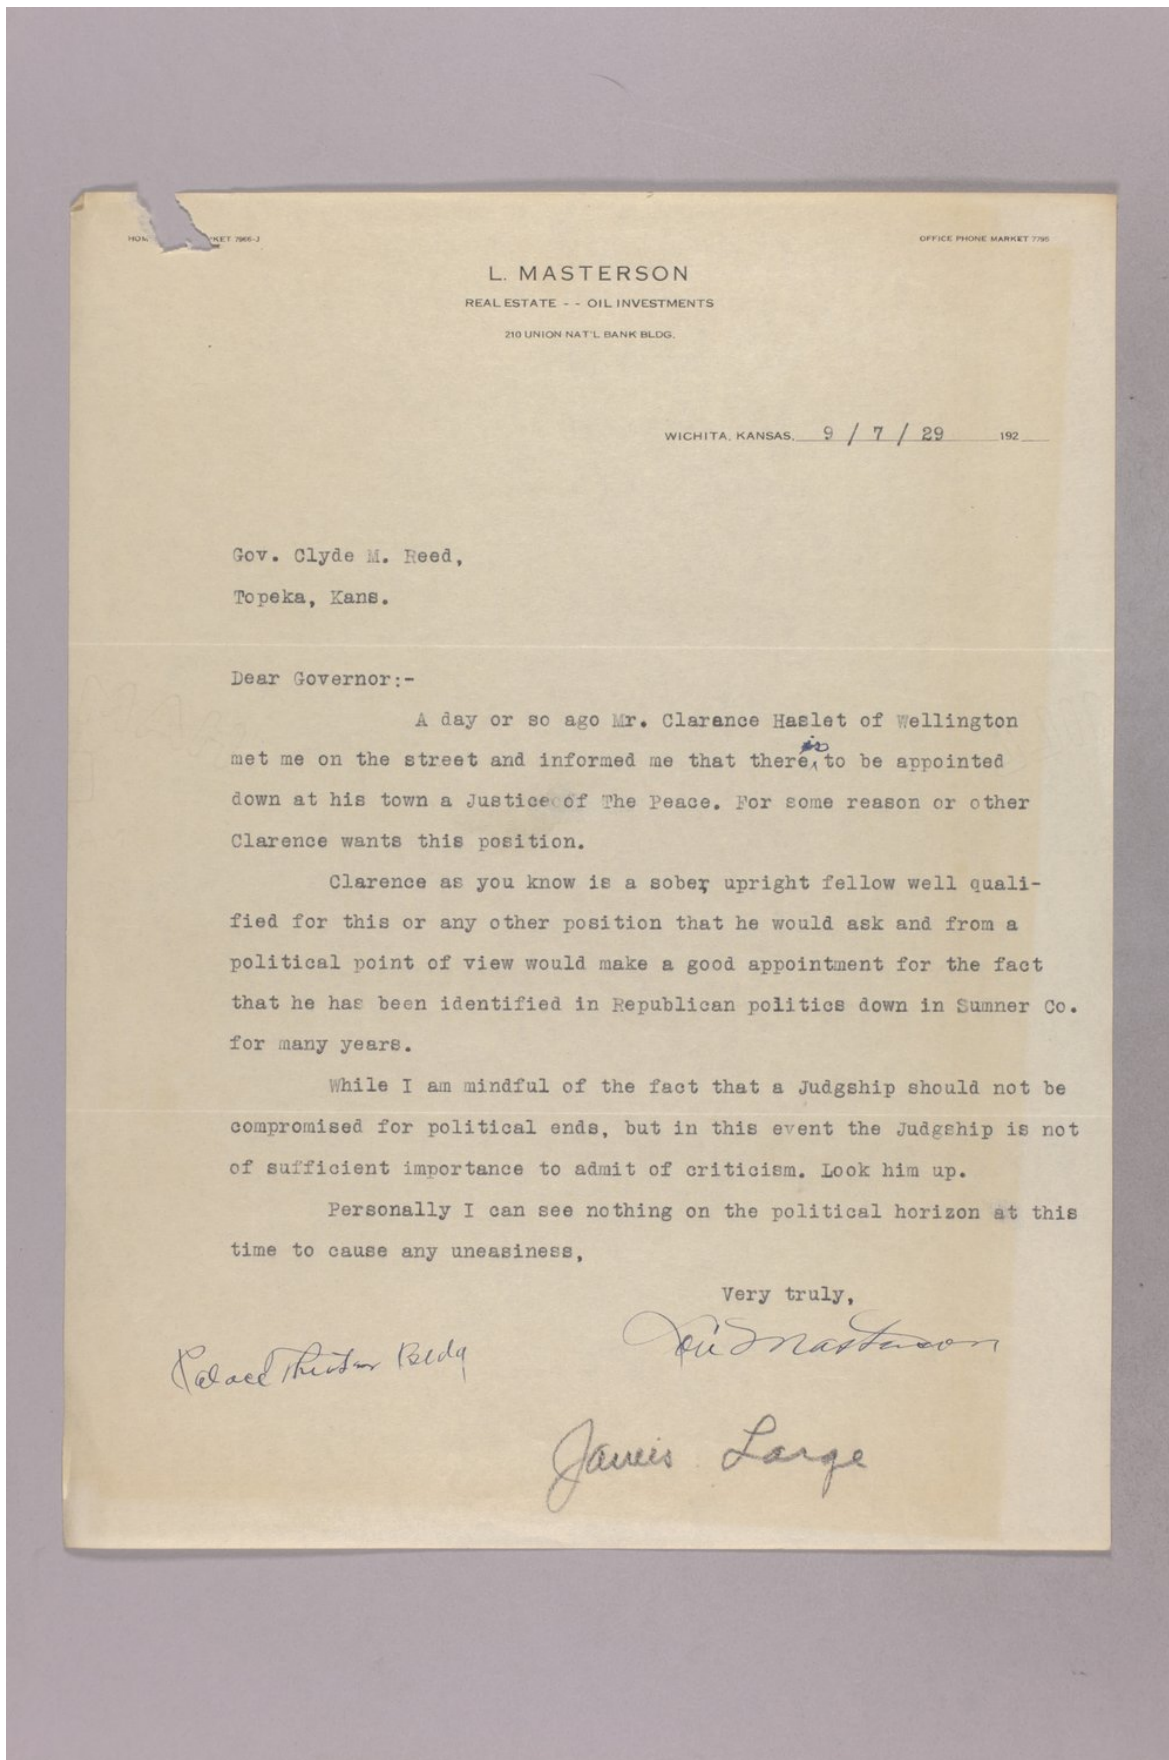 HOM RKET 7966-J
OFFICE PHONE MARKET 7795
L. MASTERSON
REAL ESTATE - - OIL INVESTMENTS
210 UNION NAT'L BANK BLDG.
WICHITA, KANSAS, 9 / 7 / 29 192
Gov. Clyde M. Reed,
Topeka, Kans.
Dear Governor:-
A day or so ago Mr. Clarance Haslet of Wellington
met me on the street and informed me that there is to be appointed
down at his town a Justice of The Peace. For some reason or other
Clarence wants this position.
Clarence as you know is a sober, upright fellow well quali-
fied for this or any other position that he would ask and from a
political point of view would make a good appointment for the fact
that he has been identified in Republican politics down in Sumner Co.
for many years.
While I am mindful of the fact that a Judgship should not be
compromised for political ends, but in this event the Judgship is not
of sufficient importance to admit of criticism. Look him up.
Personally I can see nothing on the political horizon at this
time to cause any uneasiness,
Very truly,
Masterson
Palace Theater Bldg
James Large